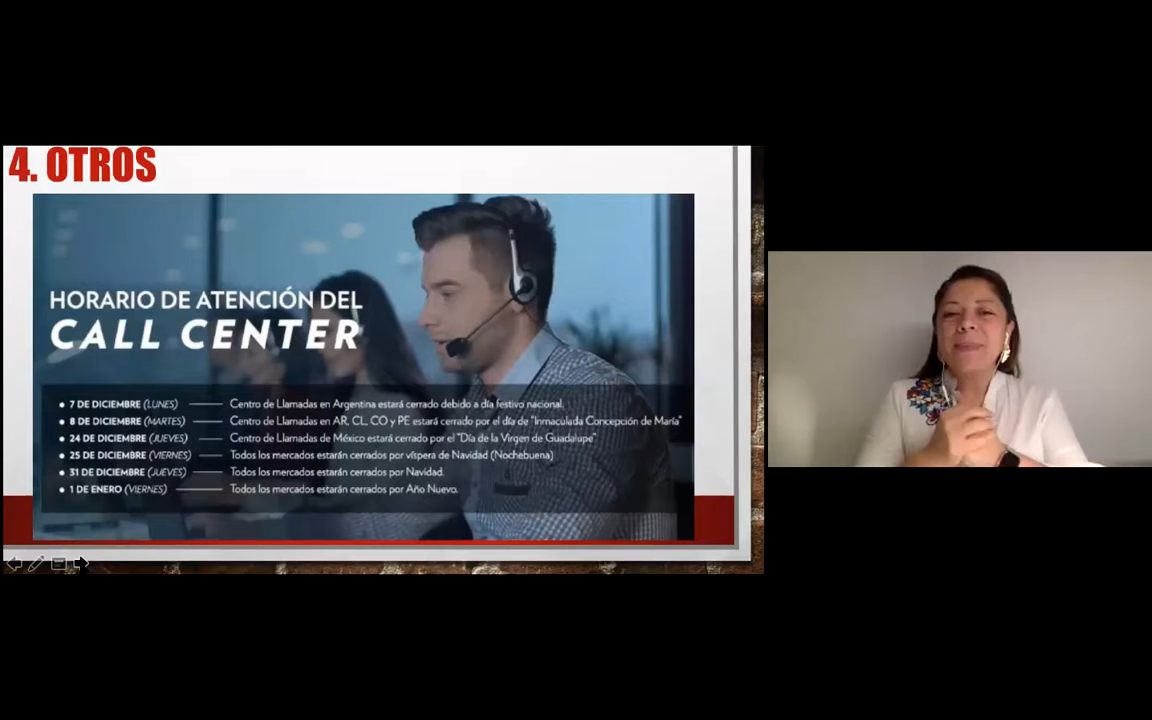 4. OTROS
HORARIO DE ATENCIÓN DEL
CALL CENTER
• 7 DE DICIEMBRE (LUNES) Centro de Llamadas en Argentina estará cerrado debido a día festivo nacional.
• 8 DE DICIEMBRE (MARTES) Centro de Llamadas en AR, CL, CO y PE estará cerrado por el día de "Inmaculada Concepción de María"
• 24 DE DICIEMBRE (JUEVES) Centro de Llamadas de México estará cerrado por el "Día de la Virgen de Guadalupe"
• 25 DE DICIEMBRE (VIERNES) Todos los mercados estarán cerrados por víspera de Navidad (Nochebuena)
• 31 DE DICIEMBRE (JUEVES) Todos los mercados estarán cerrados por Navidad.
• 1 DE ENERO (VIERNES) Todos los mercados estarán cerrados por Año Nuevo.